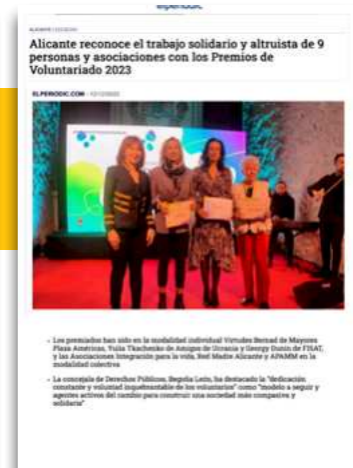 elperiodic
Alicante reconoce el trabajo solidario y altruista de 9
personas y asociaciones con los Premios de
Voluntariado 2023
ELPERIODIC.COM
- Los premiados han sido en la modalidad individual Virtudes Bernad de Mayores
Plaza Américas, Yulia Tkachenko de Amigos de Ucrania y Georgy Dunin de FISAT,
y las Asociaciones Integración para la vida, Red Madre Alicante y APAMM en la
modalidad colectiva
- La concejala de Derechos Públicos, Begoña León, ha destacado la "dedicación
constante y voluntad inquebrantable de los voluntarios" como "modelo a seguir y
agentes activos del cambio para construir una sociedad más compasiva y
solidaria"